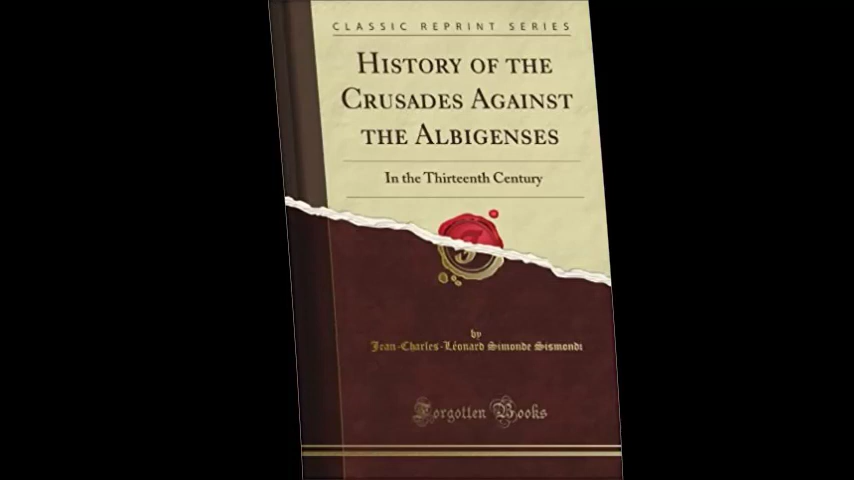 CLASSIC REPRINT SERIES
HISTORY OF THE
CRUSADES AGAINST
THE ALBIGENSES
In the Thirteenth Century
by
Jean-Charles-Léonard Simonde Sismondi
Forgotten Books